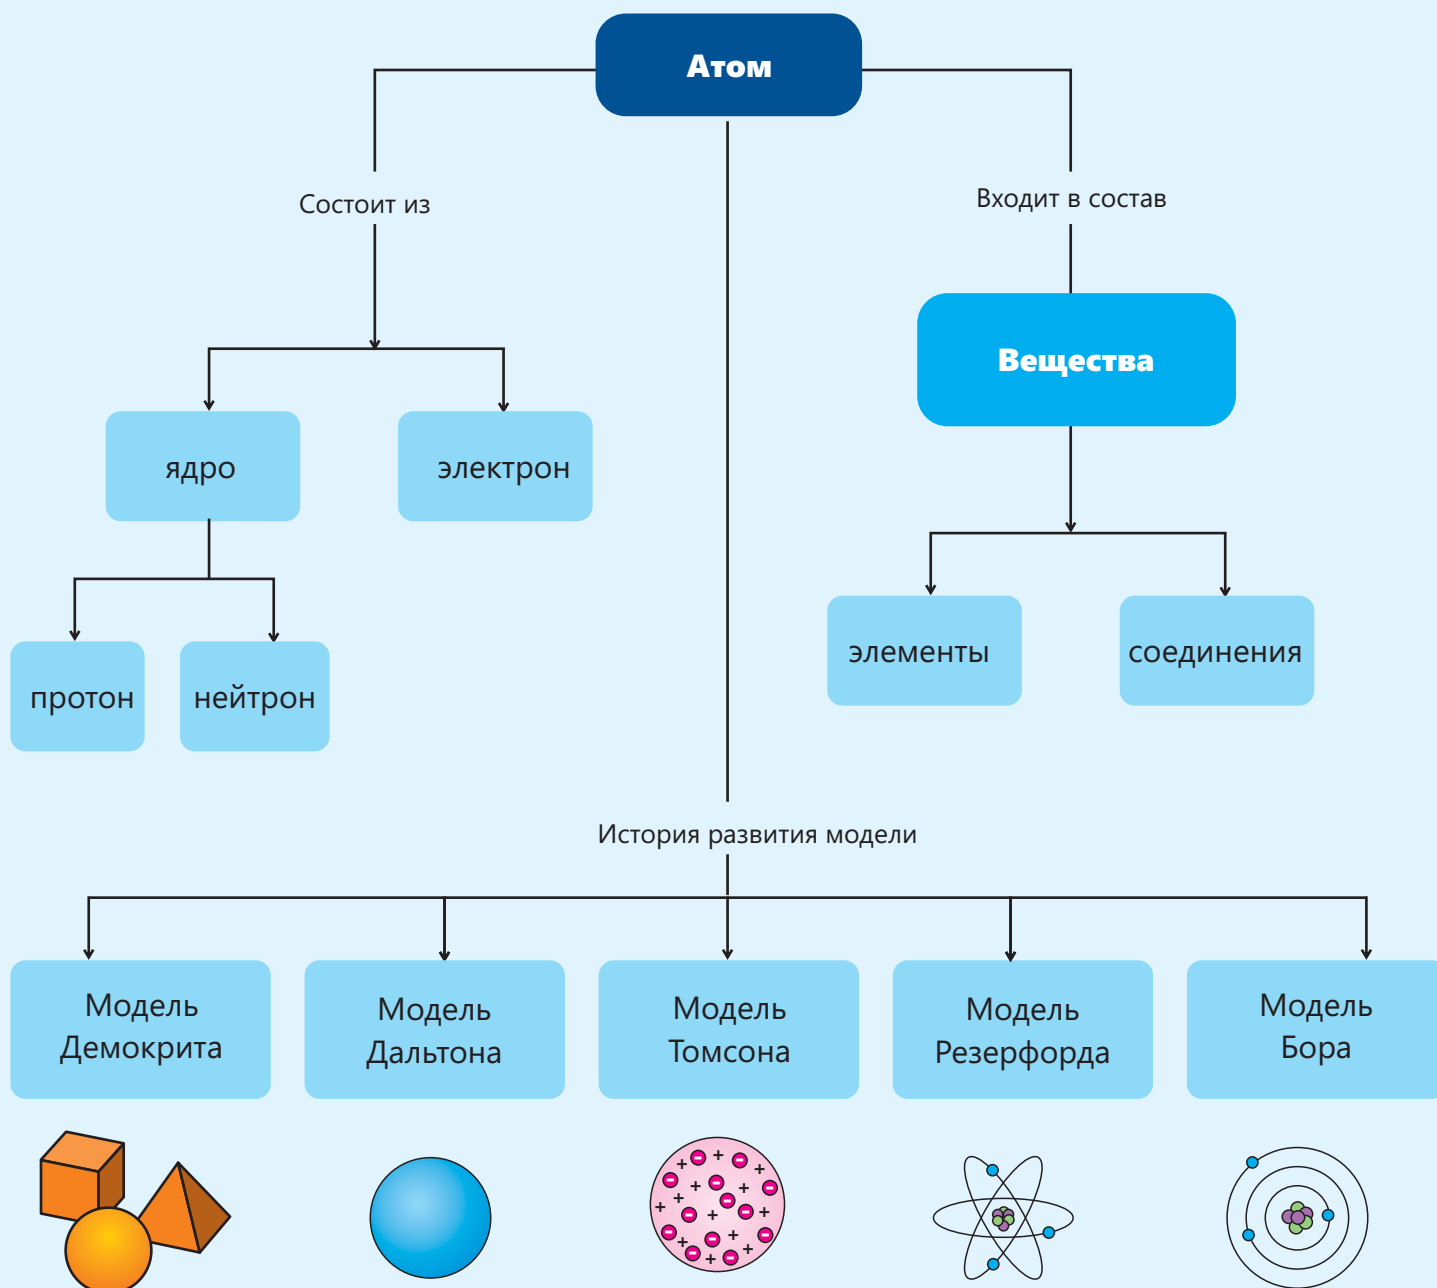 Атом
Состоит из
Входит в состав
Вещества
ядро
электрон
элементы
соединения
протон
нейтрон
История развития модели
Модель
Демокрита
Модель
Дальтона
Модель
Томсона
Модель
Резерфорда
Модель
Бора